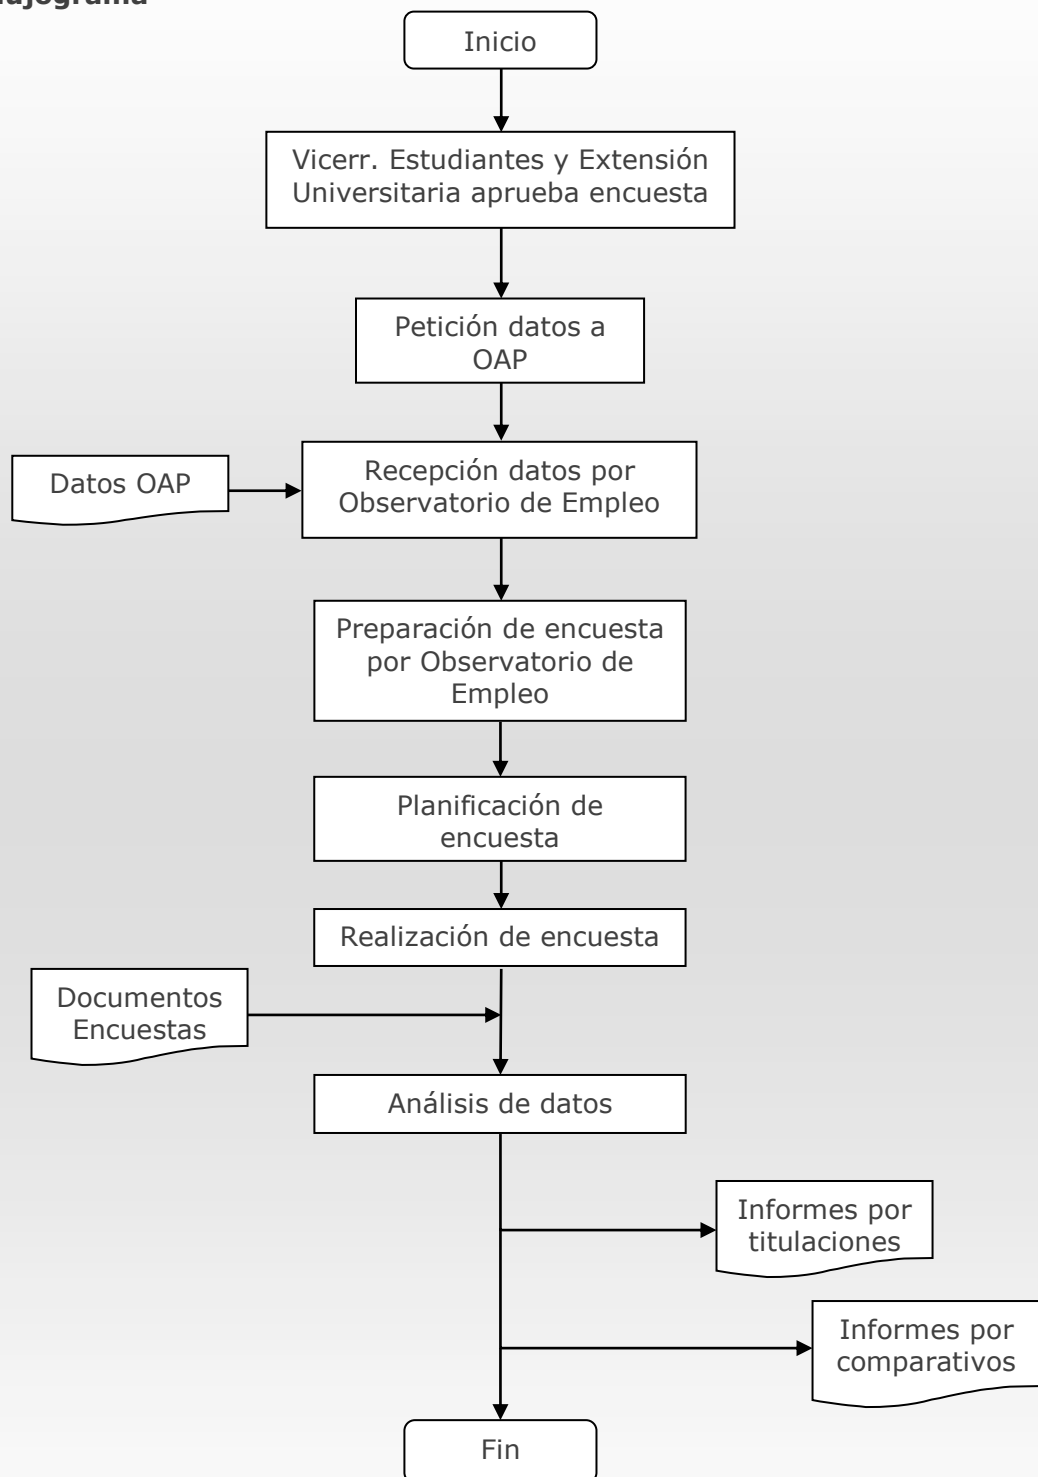 Inicio
Vicerr. Estudiantes y Extensión
Universitaria aprueba encuesta
Petición datos a
OAP
Datos OAP
Recepción datos por
Observatorio de Empleo
Preparación de encuesta
por Observatorio de
Empleo
Planificación de
encuesta
Realización de encuesta
Documentos
Encuestas
Análisis de datos
Informes por
titulaciones
Informes por
comparativos
Fin